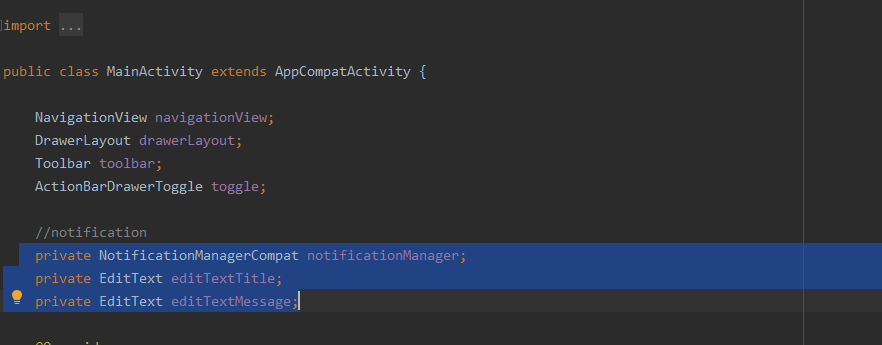 import ...
public class MainActivity extends AppCompatActivity {
NavigationView navigationView;
DrawerLayout drawerLayout;
Toolbar toolbar;
ActionBarDrawerToggle toggle;
//notification
private NotificationManagerCompat notificationManager;
private EditText editTextTitle;
private EditText editTextMessage;